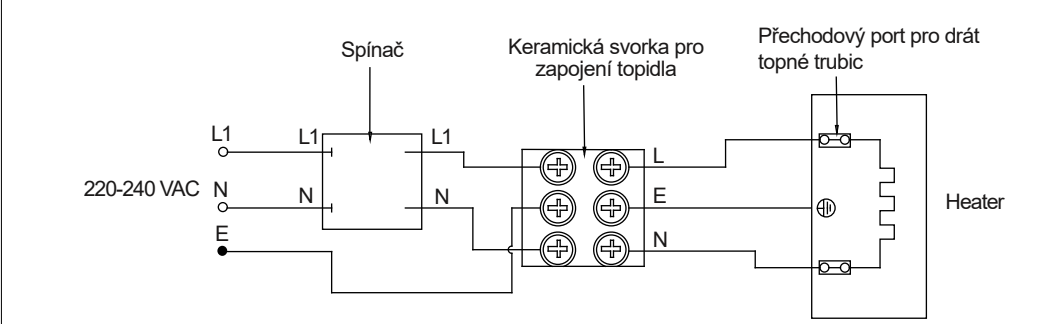 Spínač
Keramická svorka pro
zapojení topidla
Přechodový port pro drát
topné trubic
L1
L1
L1
L
220-240 VAC
N
N
N
E
Heater
E
N